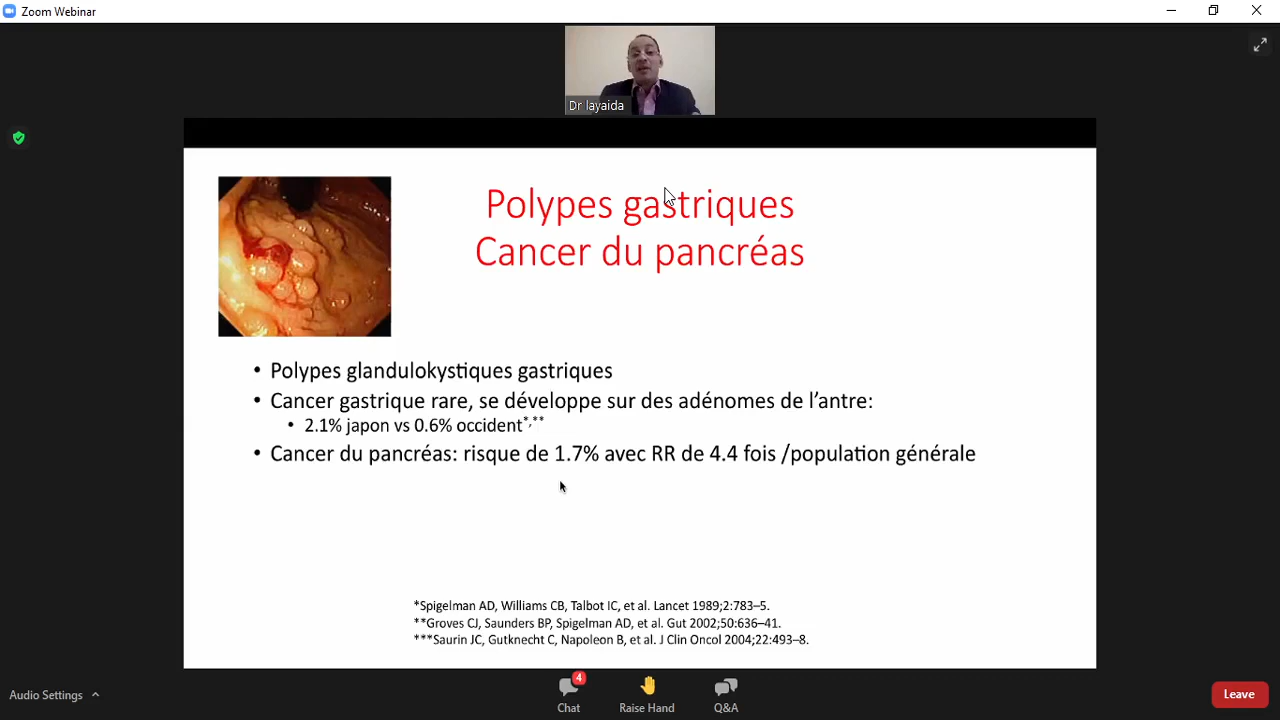 Zoom Webinar
Dr layaida
Polypes gastriques
Cancer du pancréas
• Polypes glandulokystiques gastriques
• Cancer gastrique rare, se développe sur des adénomes de l'antre:
• 2.1% japon vs 0.6% occident*,**
• Cancer du pancréas: risque de 1.7% avec RR de 4.4 fois /population générale
*Spigelman AD, Williams CB, Talbot IC, et al. Lancet 1989;2:783–5.
**Groves CJ, Saunders BP, Spigelman AD, et al. Gut 2002;50:636–41.
***Saurin JC, Gutknecht C, Napoleon B, et al. J Clin Oncol 2004;22:493–8.
4
Audio Settings
Chat
Raise Hand
Q&A
Leave